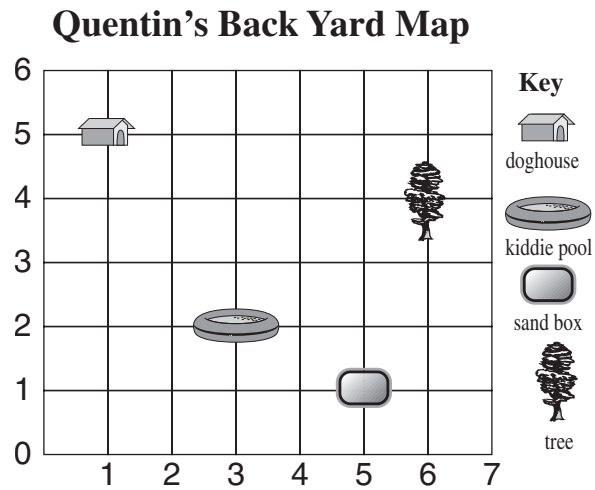 Quentin’s Back Yard Map
6
5
4
3
2
1
0
1 2 3 4 5 6 7
Key
doghouse
kiddie pool
sand box
tree